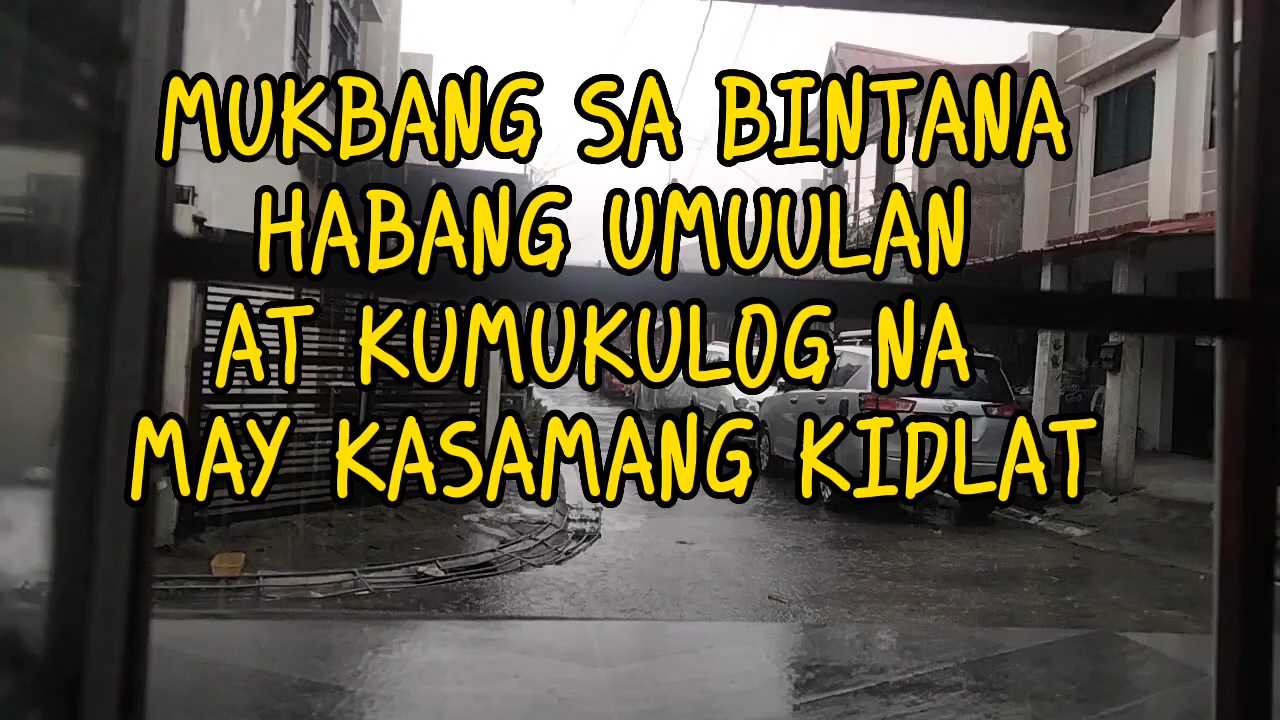 MUKBANG SA BINTANA
HABANG UMUULAN
AT KUMUKULOG NA
MAY KASAMANG KIDLAT